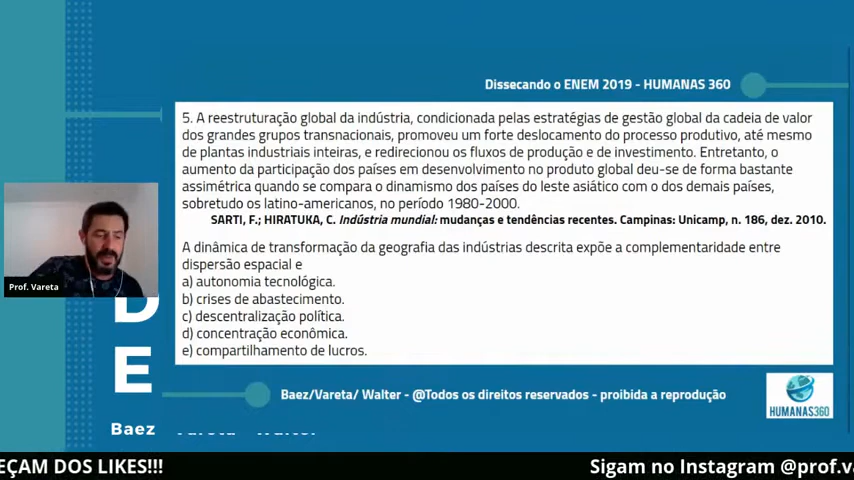 Dissecando o ENEM 2019 - HUMANAS 360
5. A reestruturação global da indústria, condicionada pelas estratégias de gestão global da cadeia de valor
dos grandes grupos transnacionais, promoveu um forte deslocamento do processo produtivo, até mesmo
de plantas industriais inteiras, e redirecionou os fluxos de produção e de investimento. Entretanto, o
aumento da participação dos países em desenvolvimento no produto global deu-se de forma bastante
assimétrica quando se compara o dinamismo dos países do leste asiático com o dos demais países,
sobretudo os latino-americanos, no período 1980-2000.
SARTI, F.; HIRATUKA, C. Indústria mundial: mudanças e tendências recentes. Campinas: Unicamp, n. 186, dez. 2010.
A dinâmica de transformação da geografia das indústrias descrita expõe a complementaridade entre
dispersão espacial e
a) autonomia tecnológica.
b) crises de abastecimento.
c) descentralização política.
d) concentração econômica.
e) compartilhamento de lucros.
Prof. Vareta
D
E
Baez/Vareta/ Walter - @Todos os direitos reservados - proibida a reprodução
HUMANAS360
Baez
EÇAM DOS LIKES!!!
Sigam no Instagram @prof.va